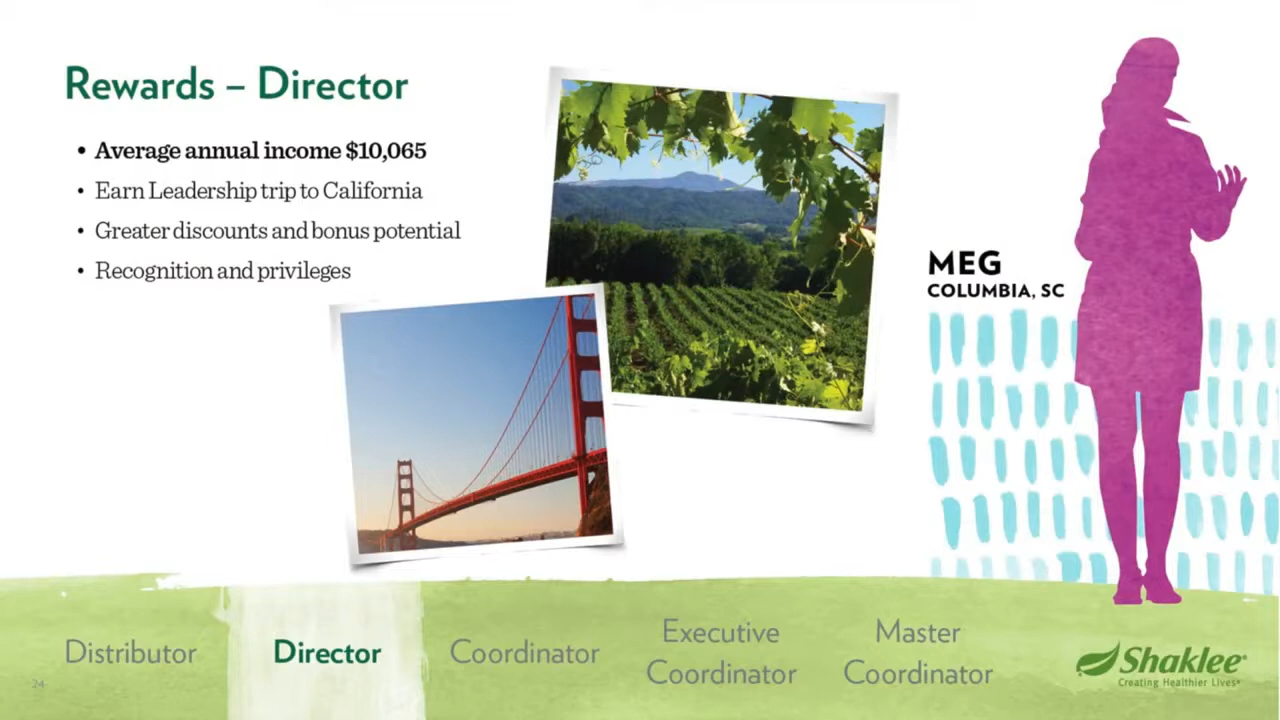 Rewards – Director
• Average annual income $10,065
• Earn Leadership trip to California
• Greater discounts and bonus potential
• Recognition and privileges
MEG
COLUMBIA, SC
Distributor
Director
Coordinator
Executive
Coordinator
Master
Coordinator
Shaklee®
Creating Healthier Lives®
24